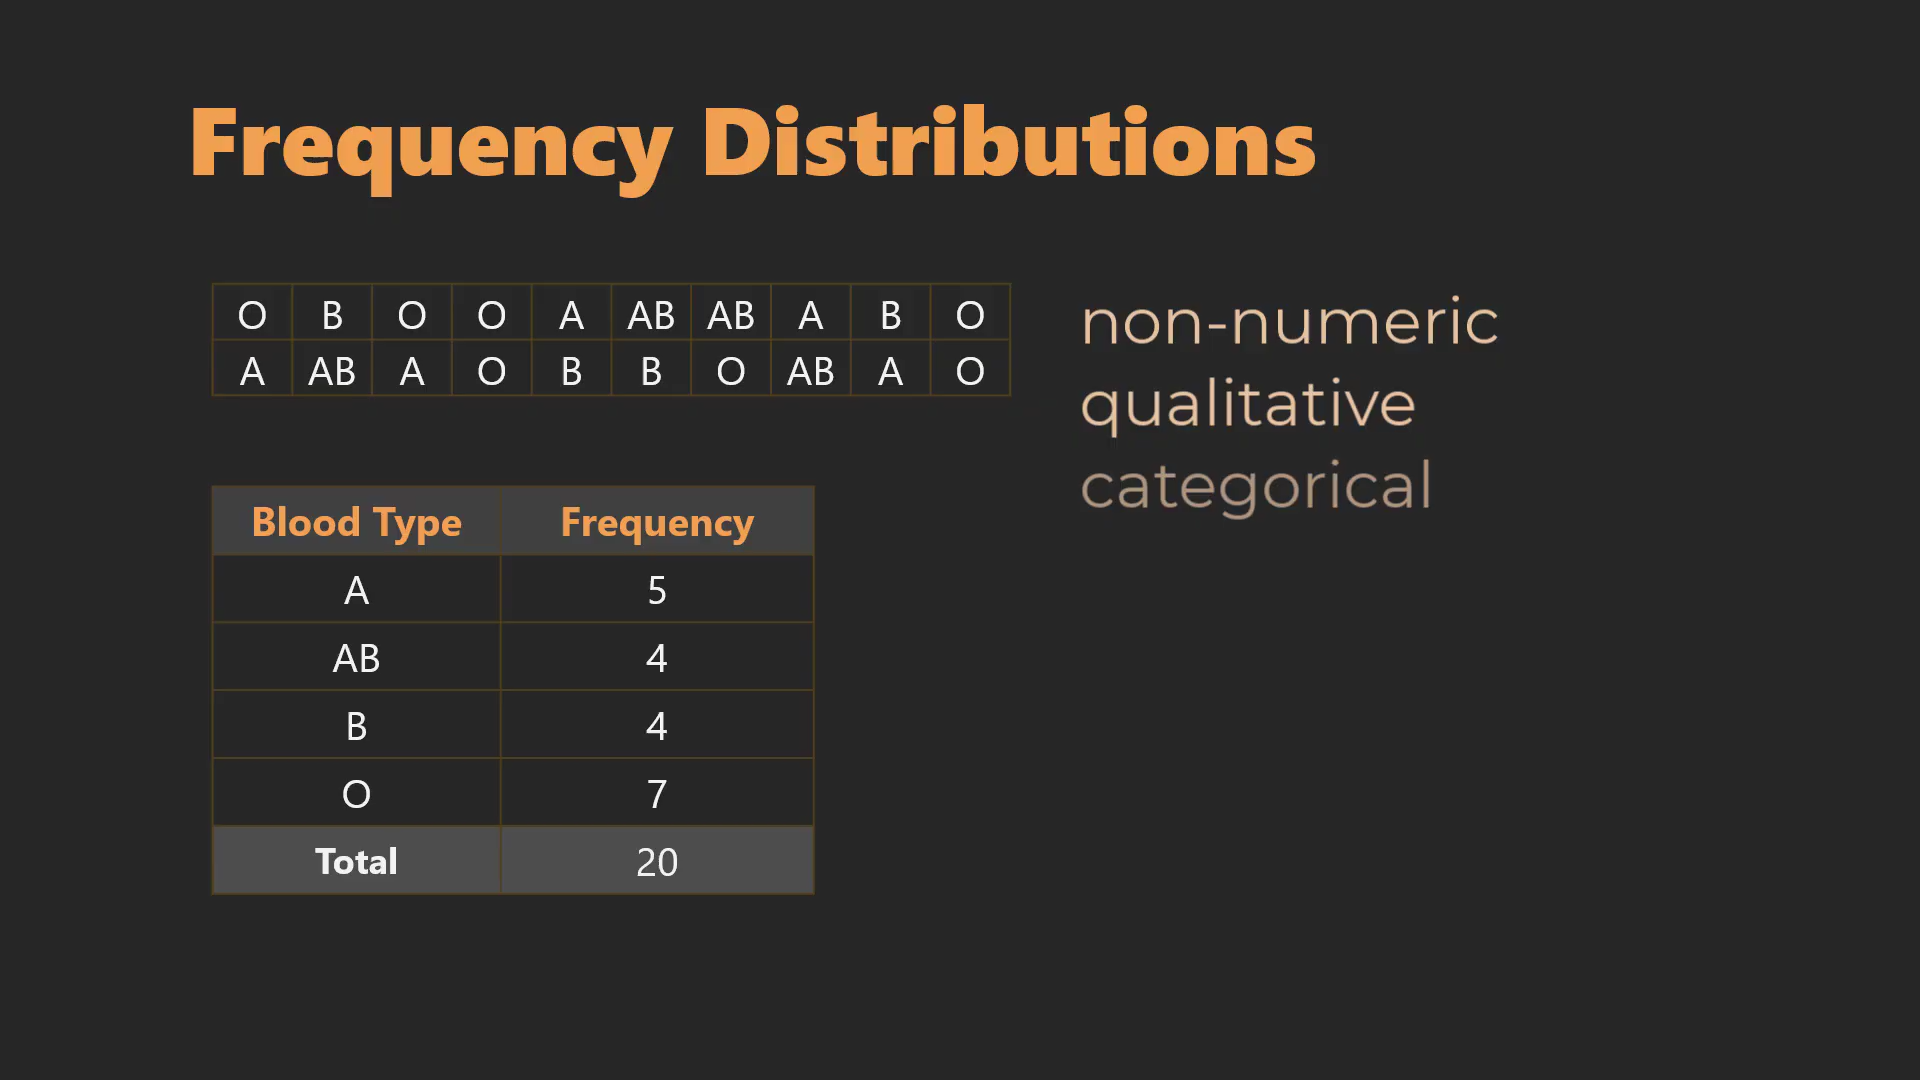 Frequency Distributions
O B O O A AB AB A B O
A AB A O B B O AB A O
non-numeric
qualitative
categorical
Blood Type Frequency
A 5
AB 4
B 4
O 7
Total 20